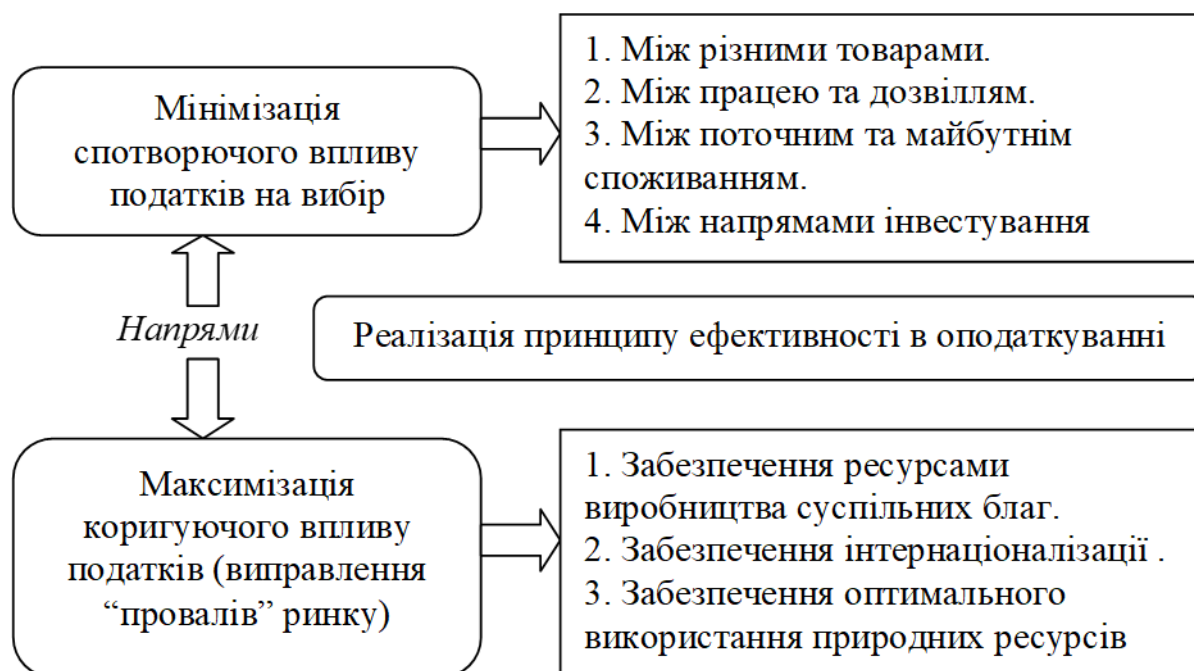 Мінімізація
спотворюючого впливу
податків на вибір
1. Між різними товарами.
2. Між працею та дозвіллям.
3. Між поточним та майбутнім
споживанням.
4. Між напрямами інвестування
Напрями
Реалізація принципу ефективності в оподаткуванні
Максимізація
коригуючого впливу
податків (виправлення
“провалів” ринку)
1. Забезпечення ресурсами
виробництва суспільних благ.
2. Забезпечення інтернаціоналізації .
3. Забезпечення оптимального
використання природних ресурсів